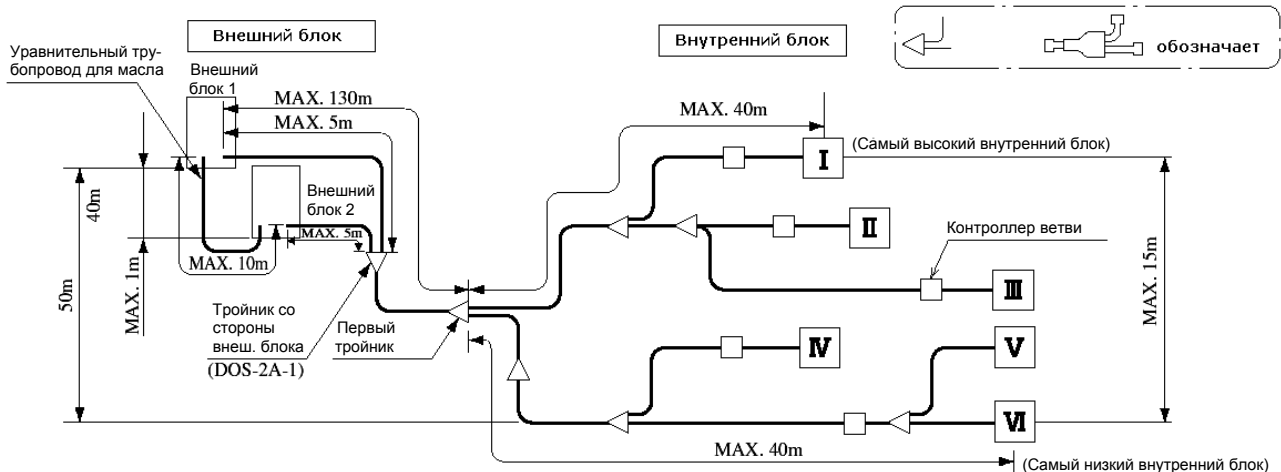 Внешний блок
Внутренний блок
обозначает
Уравнительный тру-
бопровод для масла
Внешний
блок 1
MAX. 130m
MAX. 5m
MAX. 40m
I
(Самый высокий внутренний блок)
40m
50m
MAX. 1m
MAX. 10m
Внешний
блок 2
MAX. 5m
II
Контроллер ветви
III
MAX. 15m
Тройник со
стороны
внеш. блока
(DOS-2A-1)
Первый
тройник
IV
V
VI
MAX. 40m
(Самый низкий внутренний блок)